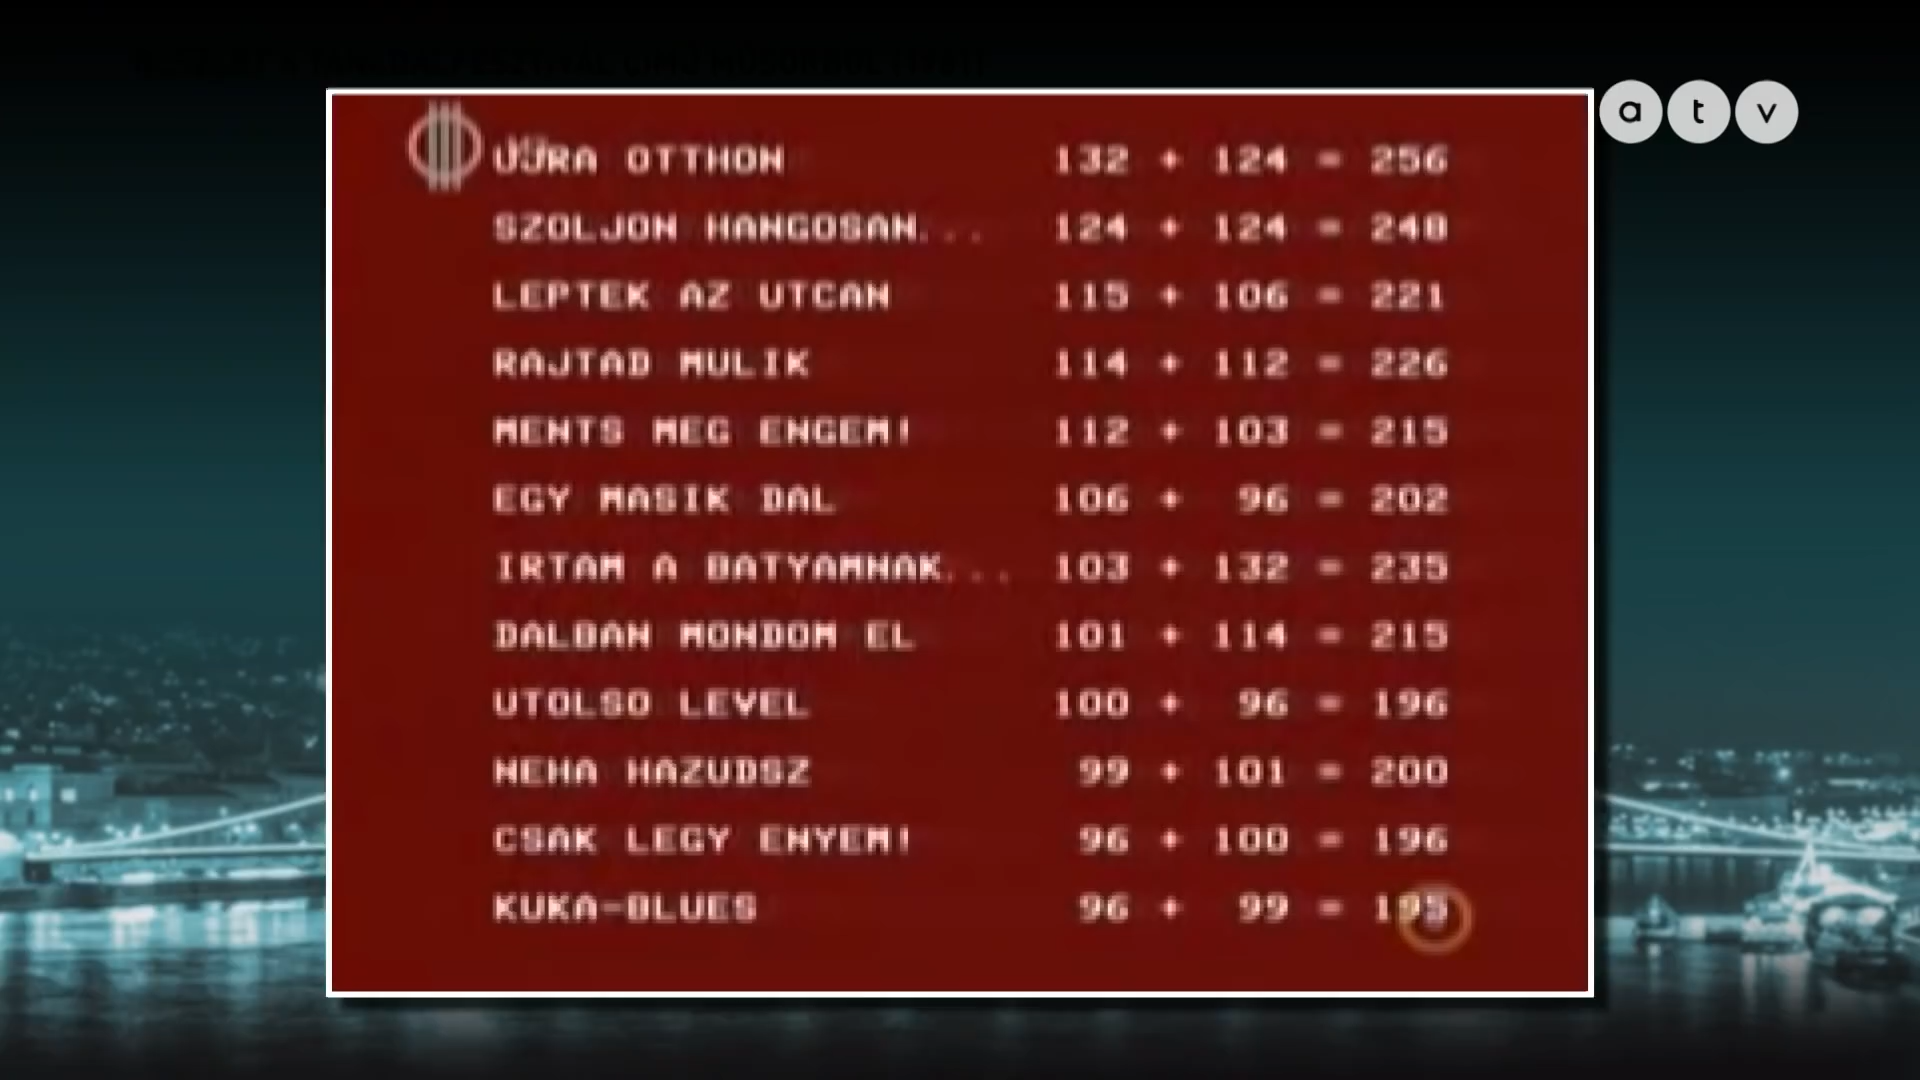 a t v
UJRA OTTHON 132 + 124 = 256
SZOLJON HANGOSAN... 124 + 124 = 248
LEPTEK AZ UTCAN 115 + 106 = 221
RAJTAD MULIK 114 + 112 = 226
MENTS MEG ENGEM! 112 + 103 = 215
EGY MASIK DAL 106 + 96 = 202
IRTAM A BATYAMNAK... 103 + 132 = 235
DALBAN MONDOM EL 101 + 114 = 215
UTOLSO LEVEL 100 + 96 = 196
NEHA HAZUDSZ 99 + 101 = 200
CSAK LEGY ENYEM! 96 + 100 = 196
KUKA-BLUES 96 + 99 = 195